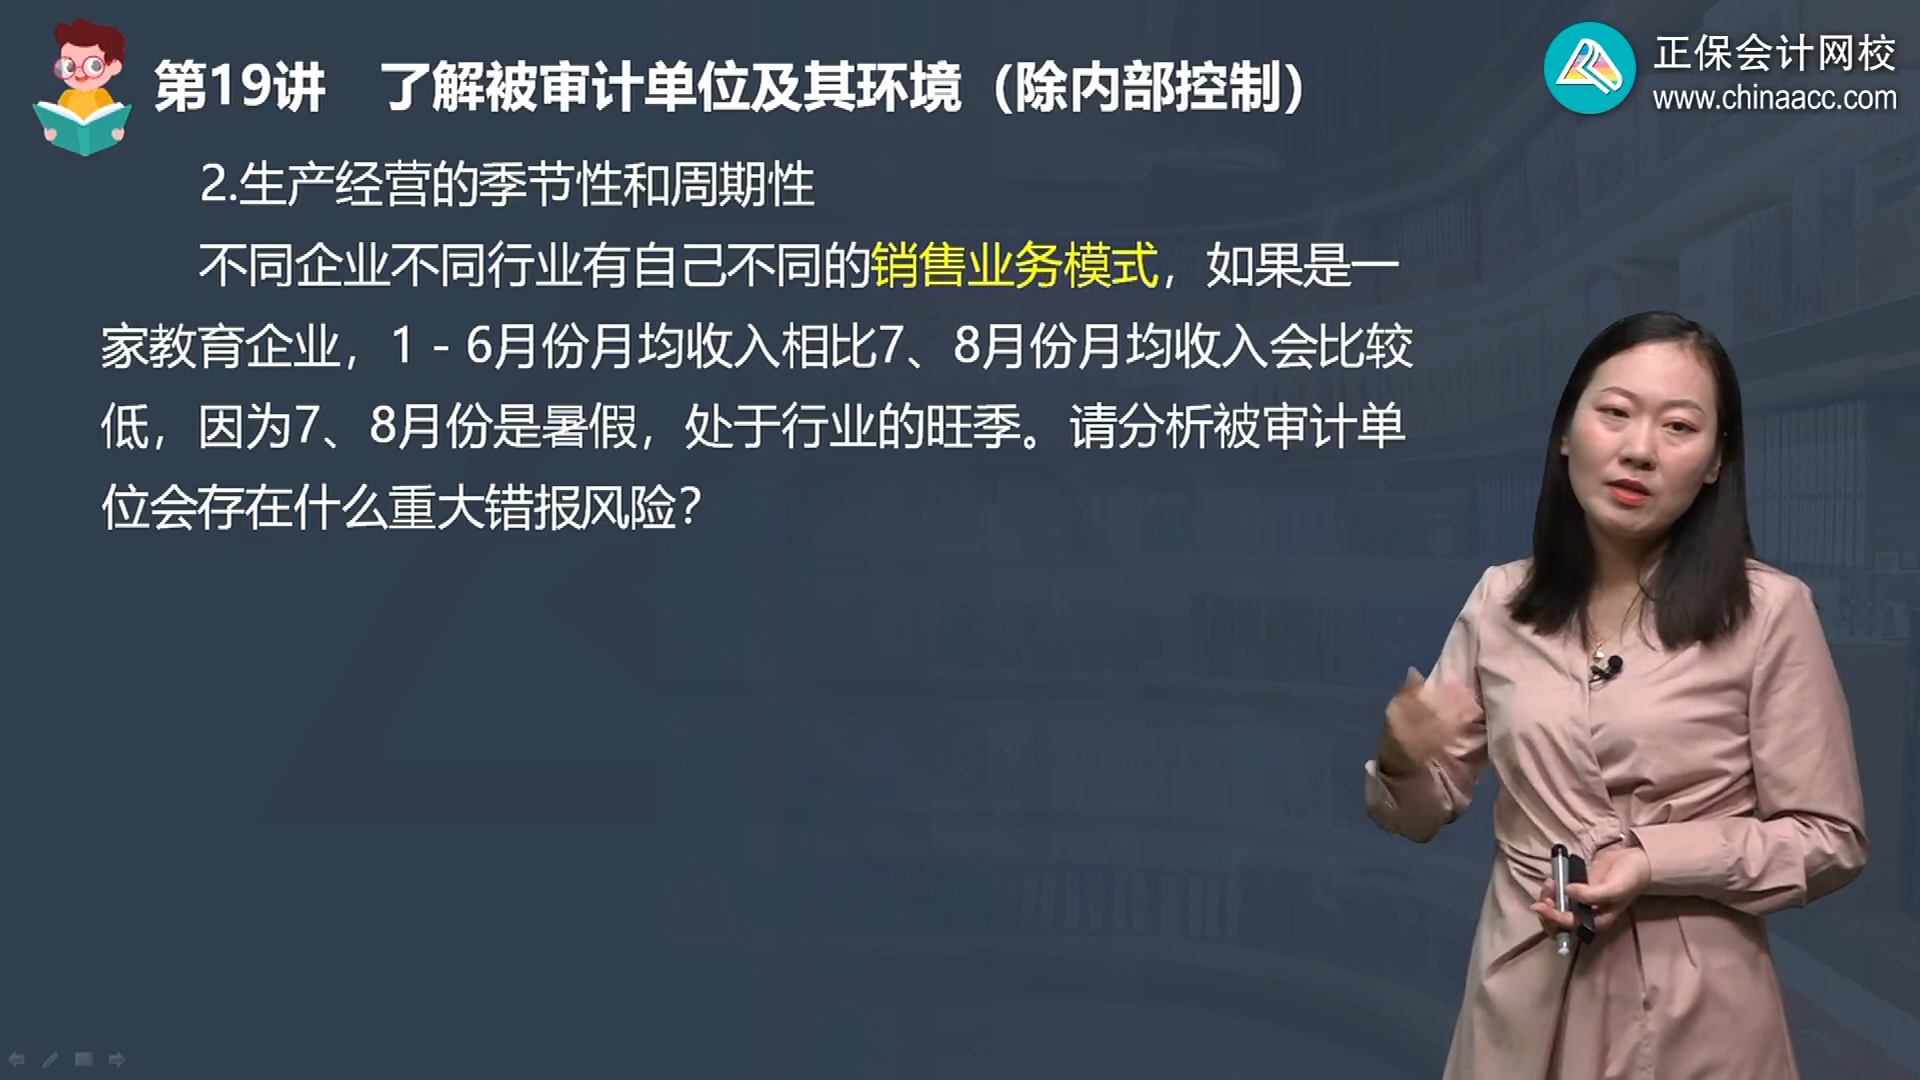 第19讲 了解被审计单位及其环境（除内部控制）
正保会计网校
www.chinaacc.com
2.生产经营的季节性和周期性
不同企业不同行业有自己不同的销售业务模式，如果是一
家教育企业，1－6月份月均收入相比7、8月份月均收入会比较
低，因为7、8月份是暑假，处于行业的旺季。请分析被审计单
位会存在什么重大错报风险？